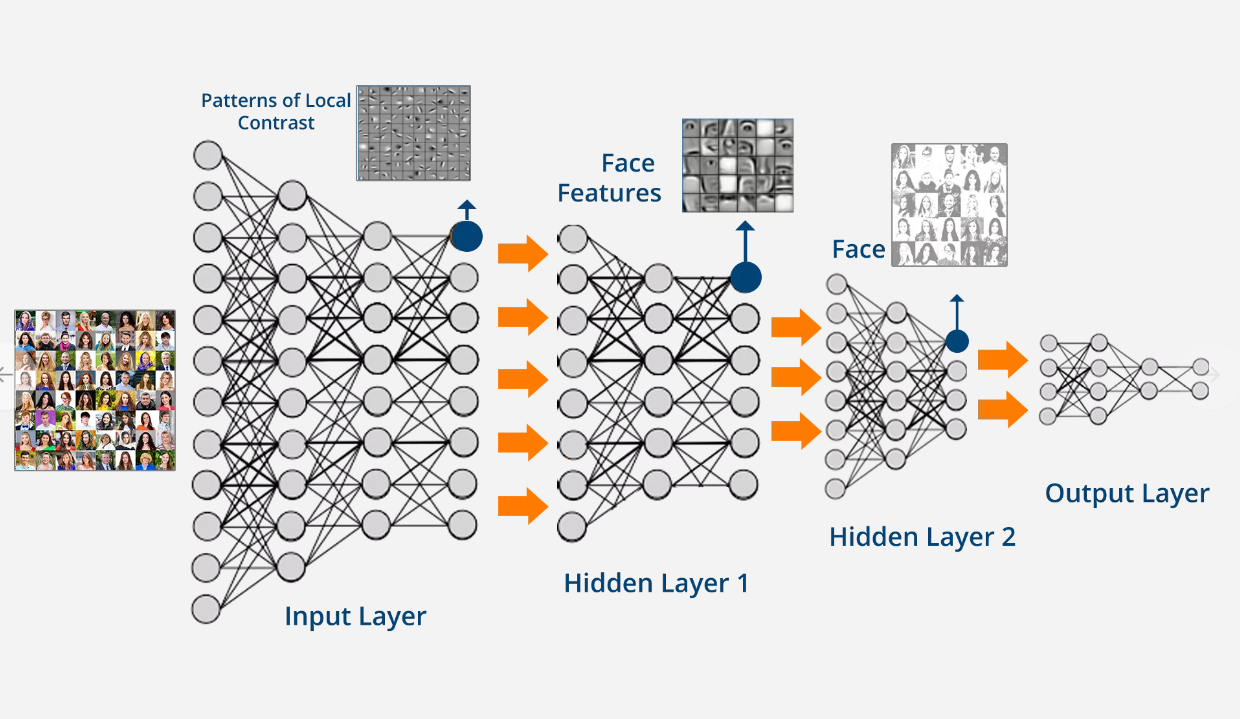 Patterns of Local
Contrast
Face
Features
Face
Input Layer
Hidden Layer 1
Hidden Layer 2
Output Layer